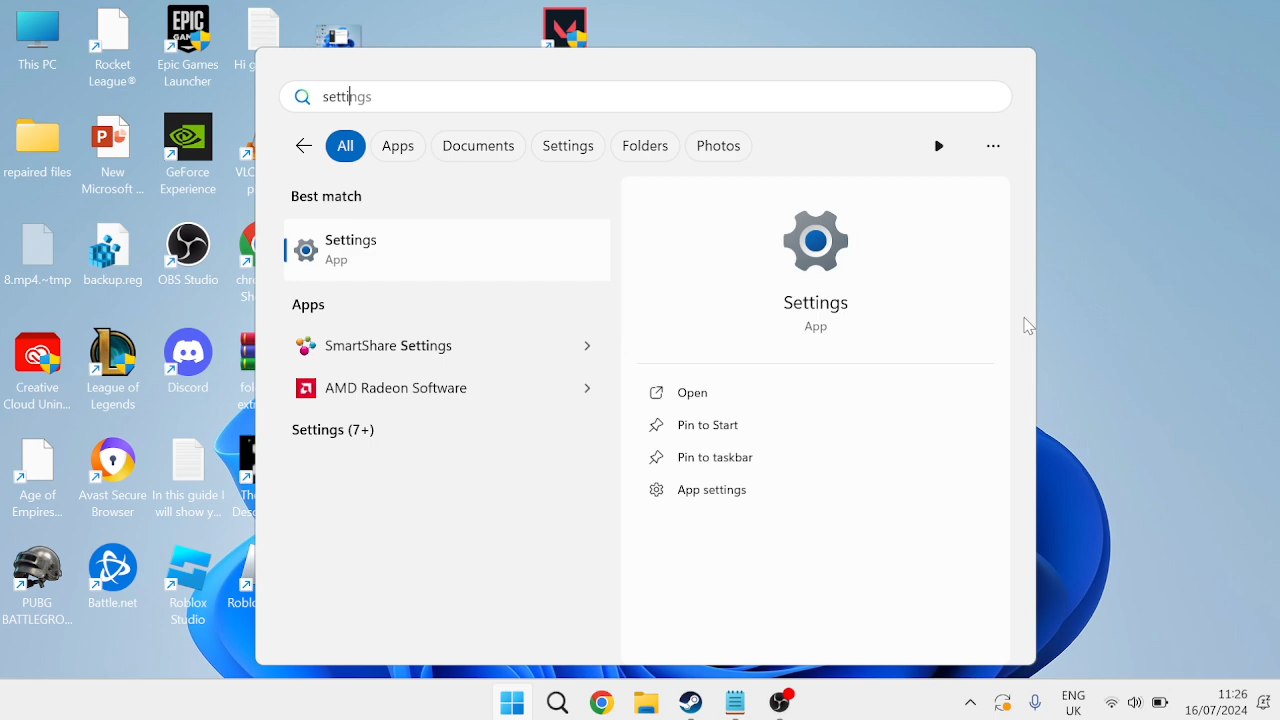 This PC
Rocket
League®
Epic Games
Launcher
Hi g
repaired files
New
Microsoft ...
GeForce
Experience
VLC
p
8.mp4.~tmp
backup.reg
OBS Studio
chr
Sh
Creative
Cloud Unin...
League of
Legends
Discord
fol
ext
Age of
Empires...
Avast Secure
Browser
In this guide I
will show y...
Th
Des
PUBG
BATTLEGRO...
Battle.net
Roblox
Studio
Roblo
settings
All
Apps
Documents
Settings
Folders
Photos
Best match
Settings
App
Apps
SmartShare Settings
AMD Radeon Software
Settings (7+)
Settings
App
Open
Pin to Start
Pin to taskbar
App settings
ENG
UK
11:26
16/07/2024